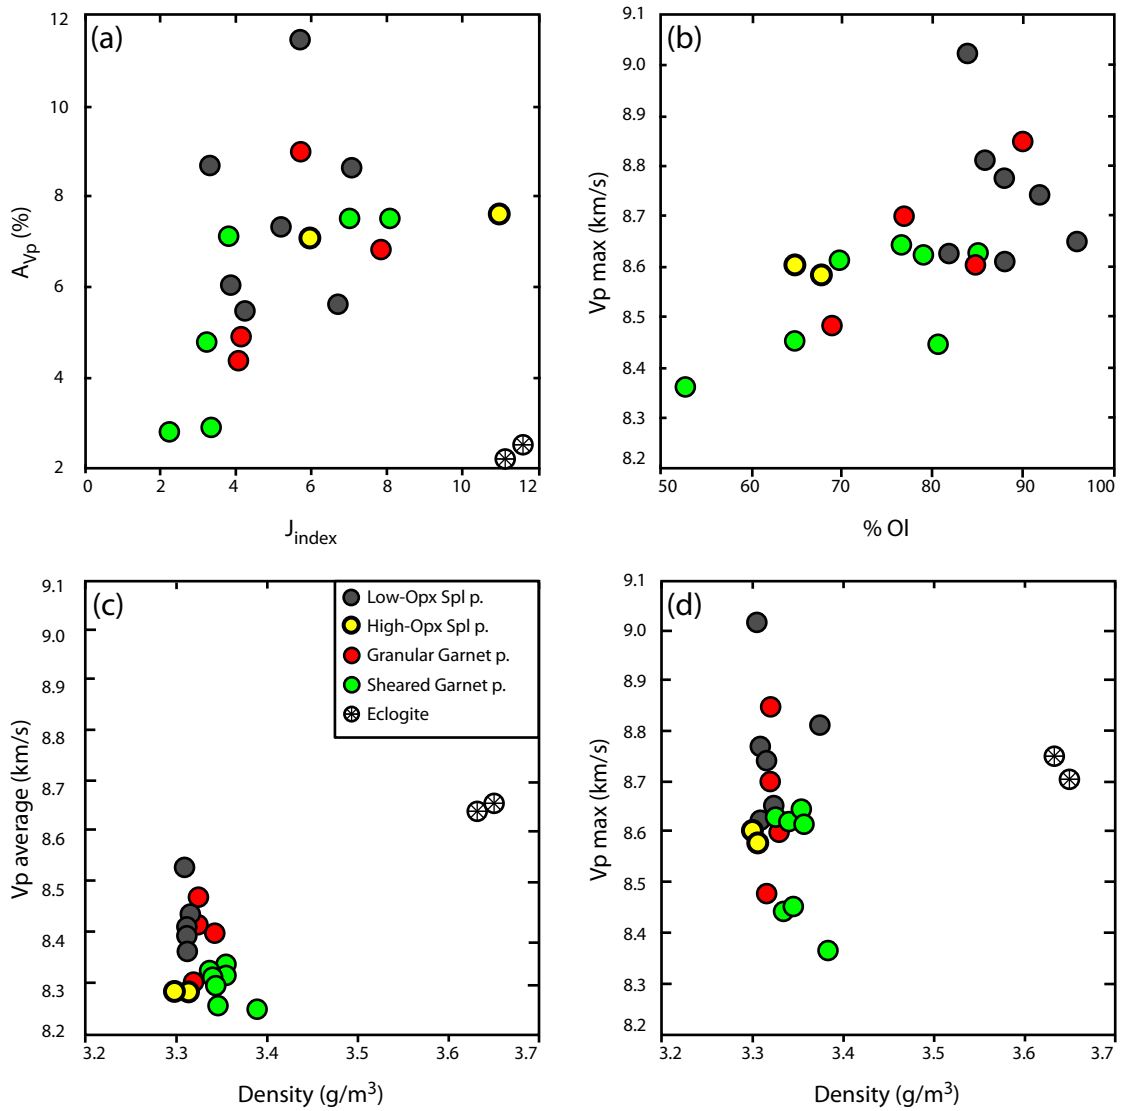 (a)
12
10
8
6
4
2
A_Vp (%)
0 2 4 6 8 10 12
J_index
(b)
9.1
9.0
8.9
8.8
8.7
8.6
8.5
8.4
8.3
8.2
Vp max (km/s)
50 60 70 80 90 100
% Ol
(c)
9.1
9.0
8.9
8.8
8.7
8.6
8.5
8.4
8.3
8.2
Vp average (km/s)
Low-Opx Spl p.
High-Opx Spl p.
Granular Garnet p.
Sheared Garnet p.
Eclogite
3.2 3.3 3.4 3.5 3.6 3.7
Density (g/m³)
(d)
9.1
9.0
8.9
8.8
8.7
8.6
8.5
8.4
8.3
8.2
Vp max (km/s)
3.2 3.3 3.4 3.5 3.6 3.7
Density (g/m³)